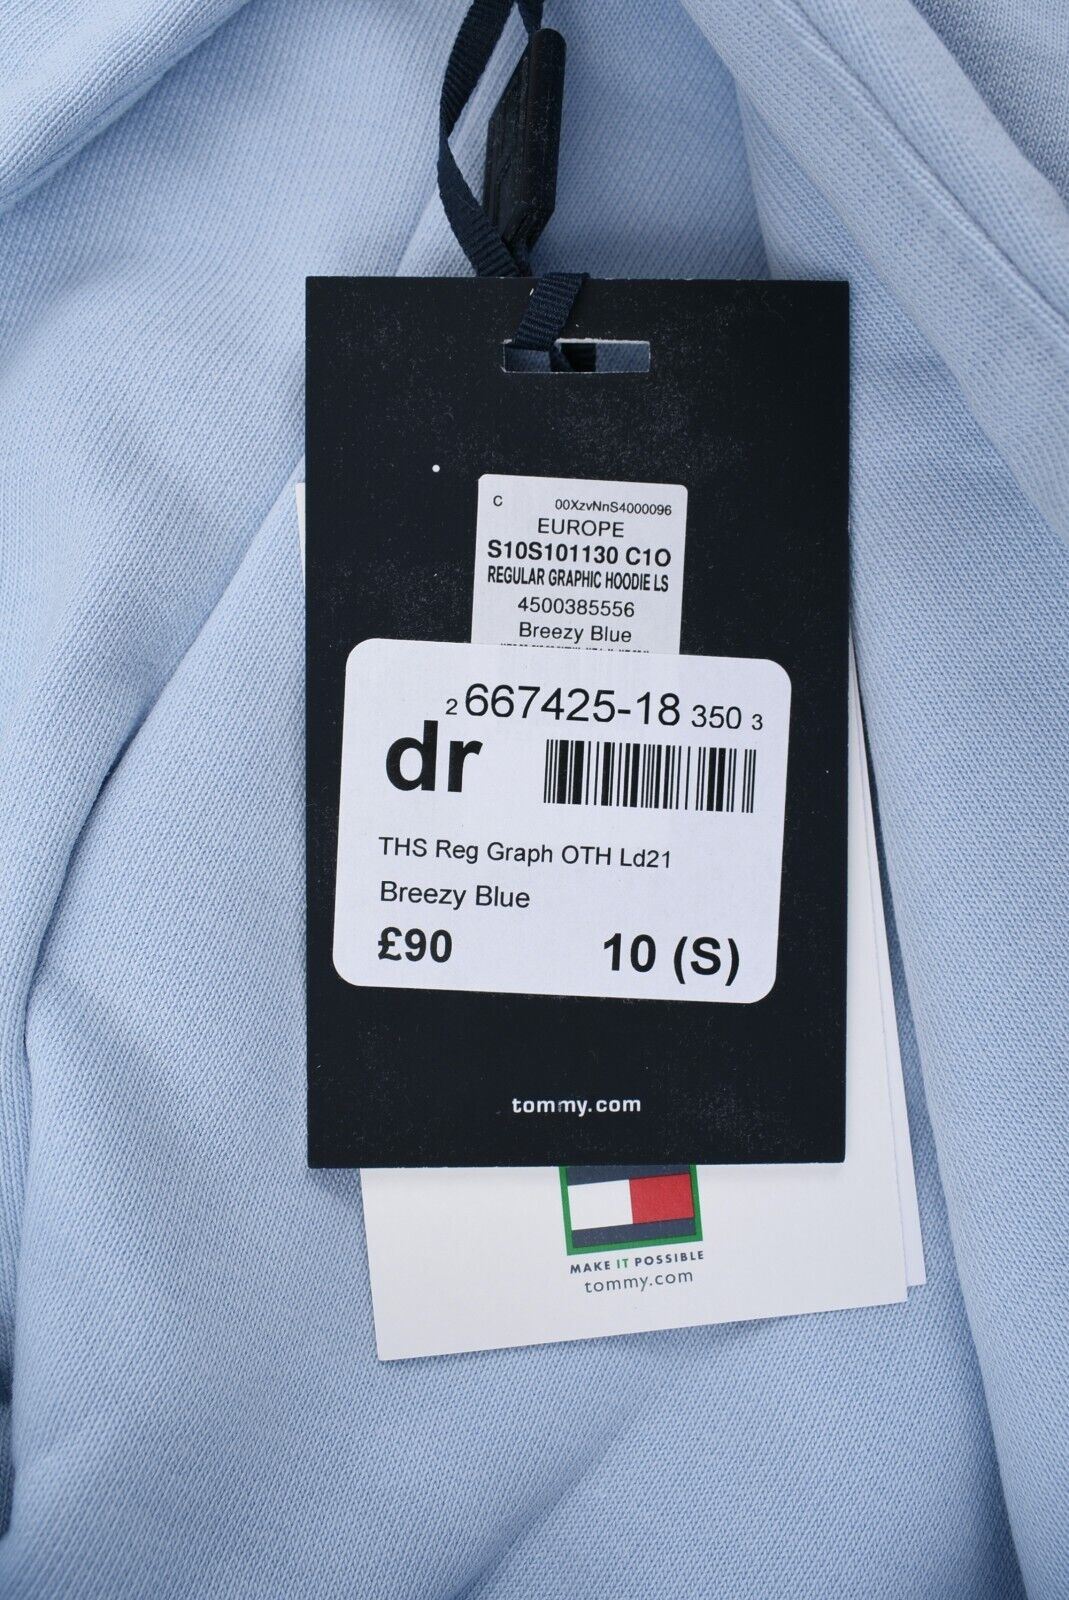 C 00XzvNnS4000096
EUROPE
S10S101130 C1O
REGULAR GRAPHIC HOODIE LS
4500385556
Breezy Blue
2 667425-18 350 3
dr
THS Reg Graph OTH Ld21
Breezy Blue
£90 10 (S)
tommy.com
MAKE IT POSSIBLE
tommy.com